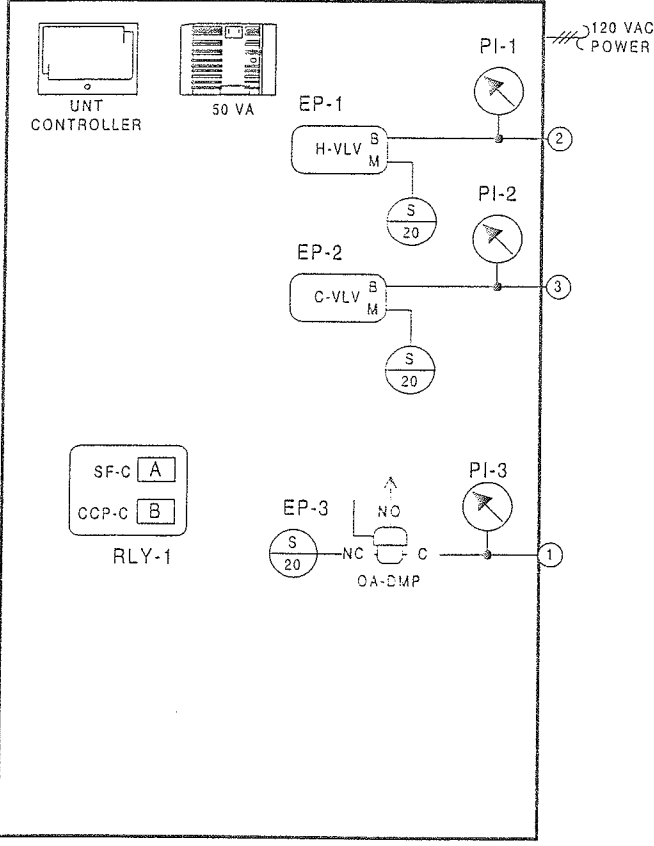 120 VAC
POWER
PI-1
UNT
CONTROLLER
50 VA
EP-1
H-VLV
B
M
2
S
20
PI-2
EP-2
C-VLV
B
M
3
S
20
SF-C
A
CCP-C
B
RLY-1
PI-3
EP-3
NO
S
20
NC
C
1
OA-DMP